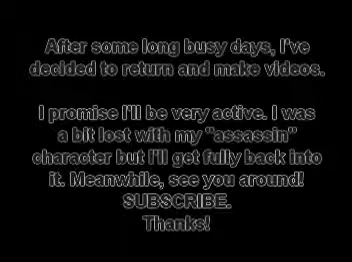 After some long busy days, I've
decided to return and make videos.
I promise I'll be very active. I was
a bit lost with my "assassin"
character but I'll get fully back into
it. Meanwhile, see you around!
SUBSCRIBE.
Thanks!